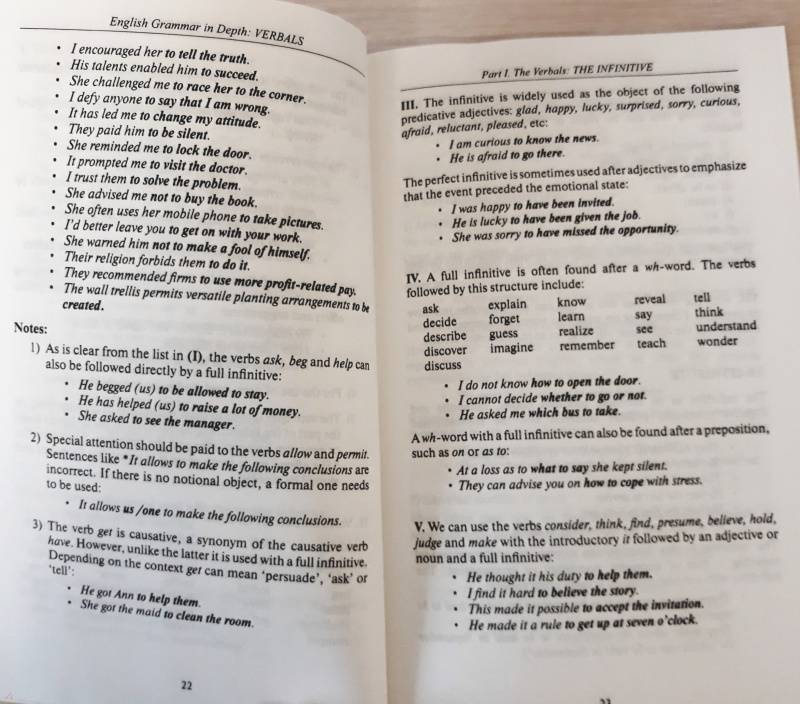 English Grammar in Depth: VERBALS
• I encouraged her to tell the truth.
• His talents enabled him to succeed.
• She challenged me to race her to the corner.
• I defy anyone to say that I am wrong.
• It has led me to change my attitude.
• They paid him to be silent.
• She reminded me to lock the door.
• It prompted me to visit the doctor.
• I trust them to solve the problem.
• She advised me not to buy the book.
• She often uses her mobile phone to take pictures.
• I'd better leave you to get on with your work.
• She warned him not to make a fool of himself.
• Their religion forbids them to do it.
• They recommended firms to use more profit-related pay.
• The wall trellis permits versatile planting arrangements to be
created.
Notes:
1) As is clear from the list in (I), the verbs ask, beg and help can
also be followed directly by a full infinitive:
• He begged (us) to be allowed to stay.
• He has helped (us) to raise a lot of money.
• She asked to see the manager.
2) Special attention should be paid to the verbs allow and permit.
Sentences like *It allows to make the following conclusions are
incorrect. If there is no notional object, a formal one needs
to be used:
• It allows us /one to make the following conclusions.
3) The verb get is causative, a synonym of the causative verb
have. However, unlike the latter it is used with a full infinitive.
Depending on the context get can mean 'persuade', 'ask' or
'tell':
• He got Ann to help them.
• She got the maid to clean the room.
22
Part I. The Verbals: THE INFINITIVE
III. The infinitive is widely used as the object of the following
predicative adjectives: glad, happy, lucky, surprised, sorry, curious,
afraid, reluctant, pleased, etc:
• I am curious to know the news.
• He is afraid to go there.
The perfect infinitive is sometimes used after adjectives to emphasize
that the event preceded the emotional state:
• I was happy to have been invited.
• He is lucky to have been given the job.
• She was sorry to have missed the opportunity.
IV. A full infinitive is often found after a wh-word. The verbs
followed by this structure include:
ask explain know reveal tell
decide forget learn say think
describe guess realize see understand
discover imagine remember teach wonder
discuss
• I do not know how to open the door.
• I cannot decide whether to go or not.
• He asked me which bus to take.
A wh-word with a full infinitive can also be found after a preposition,
such as on or as to:
• At a loss as to what to say she kept silent.
• They can advise you on how to cope with stress.
V. We can use the verbs consider, think, find, presume, believe, hold,
judge and make with the introductory it followed by an adjective or
noun and a full infinitive:
• He thought it his duty to help them.
• I find it hard to believe the story.
• This made it possible to accept the invitation.
• He made it a rule to get up at seven o'clock.